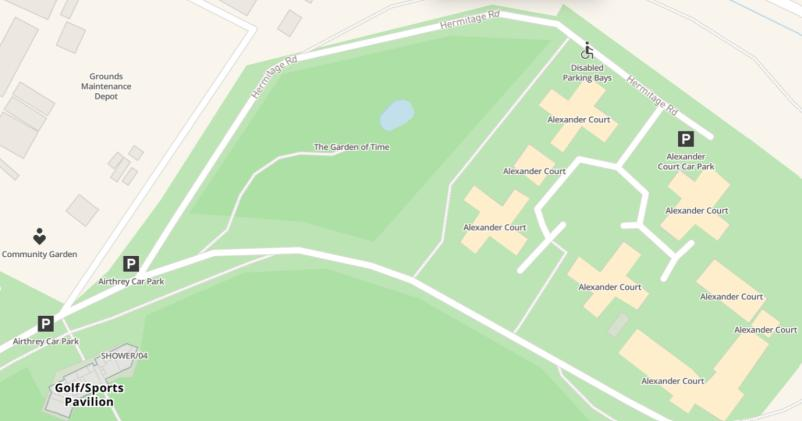 Hermitage Rd
Disabled
Parking Bays
Hermitage Rd
Grounds
Maintenance
Depot
Hermitage Rd
Alexander Court
P
The Garden of Time
Alexander
Court Car Park
Alexander Court
Alexander Court
Alexander Court
Community Garden
P
Airthrey Car Park
Alexander Court
Alexander Court
P
Airthrey Car Park
Alexander Court
SHOWER/04
Alexander Court
Golf/Sports
Pavilion